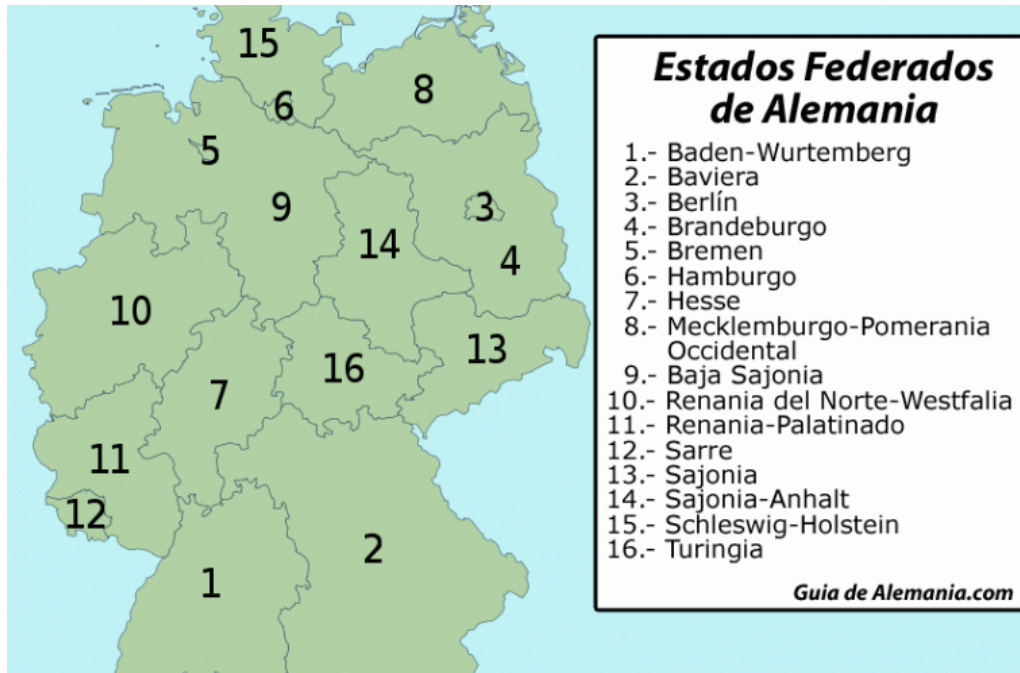 15
8
6
5
9
3
14
4
10
13
16
7
11
12
2
1
Estados Federados
de Alemania
1.- Baden-Wurtemberg
2.- Baviera
3.- Berlín
4.- Brandeburgo
5.- Bremen
6.- Hamburgo
7.- Hesse
8.- Mecklemburgo-Pomerania
Occidental
9.- Baja Sajonia
10.- Renania del Norte-Westfalia
11.- Renania-Palatinado
12.- Sarre
13.- Sajonia
14.- Sajonia-Anhalt
15.- Schleswig-Holstein
16.- Turingia
Guia de Alemania.com